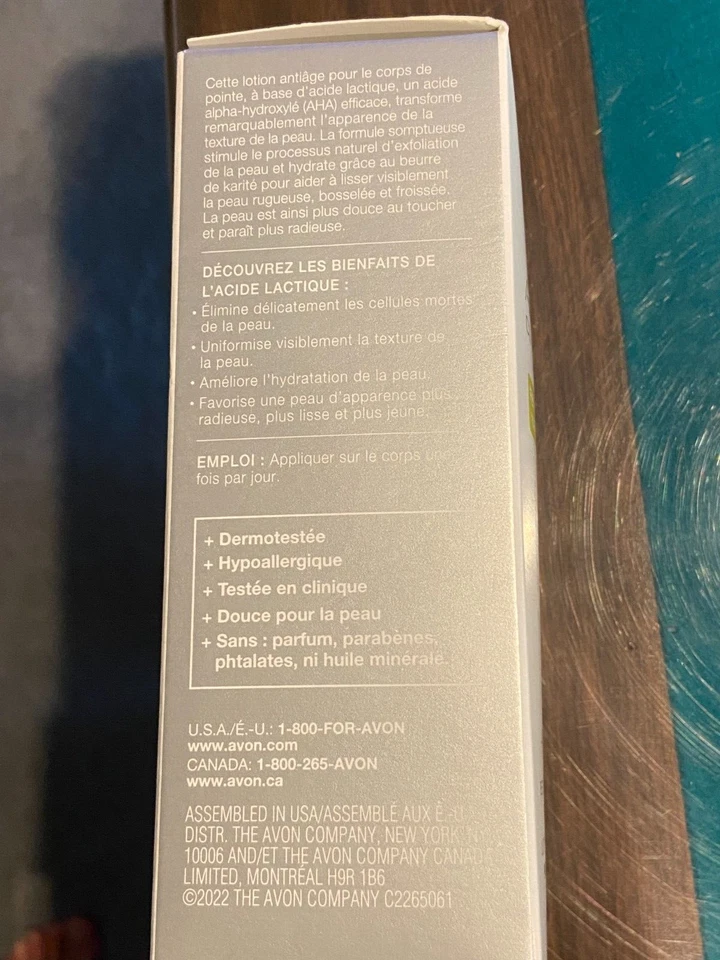 Cette lotion antiâge pour le corps de
pointe, à base d'acide lactique, un acide
alpha-hydroxylé (AHA) efficace, transforme
remarquablement l'apparence de la
texture de la peau. La formule somptueuse
stimule le processus naturel d'exfoliation
de la peau et hydrate grâce au beurre
de karité pour aider à lisser visiblement
la peau rugueuse, bosselée et froissée.
La peau est ainsi plus douce au toucher
et paraît plus radieuse.
DÉCOUVREZ LES BIENFAITS DE
L'ACIDE LACTIQUE :
• Élimine délicatement les cellules mortes
de la peau.
• Uniformise visiblement la texture de
la peau.
• Améliore l'hydratation de la peau.
• Favorise une peau d'apparence plus
radieuse, plus lisse et plus jeune.
EMPLOI : Appliquer sur le corps une
fois par jour.
+ Dermotestée
+ Hypoallergique
+ Testée en clinique
+ Douce pour la peau
+ Sans : parfum, parabènes,
phtalates, ni huile minérale.
U.S.A./É.-U.: 1-800-FOR-AVON
www.avon.com
CANADA: 1-800-265-AVON
www.avon.ca
ASSEMBLED IN USA/ASSEMBLÉ AUX É.-U
DISTR. THE AVON COMPANY, NEW YORK, NY
10006 AND/ET THE AVON COMPANY CANADA
LIMITED, MONTRÉAL H9R 1B6
©2022 THE AVON COMPANY C2265061